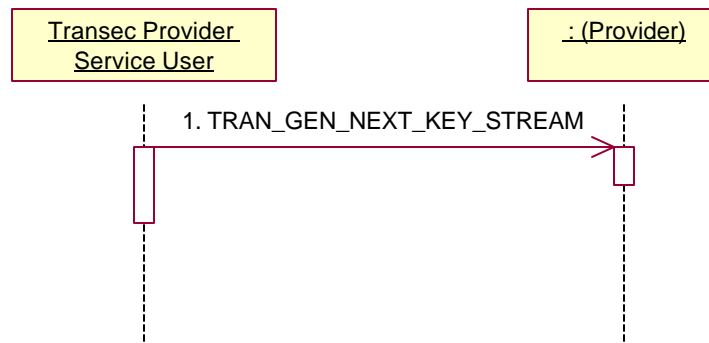 Transec Provider
Service User
: (Provider)
1. TRAN_GEN_NEXT_KEY_STREAM